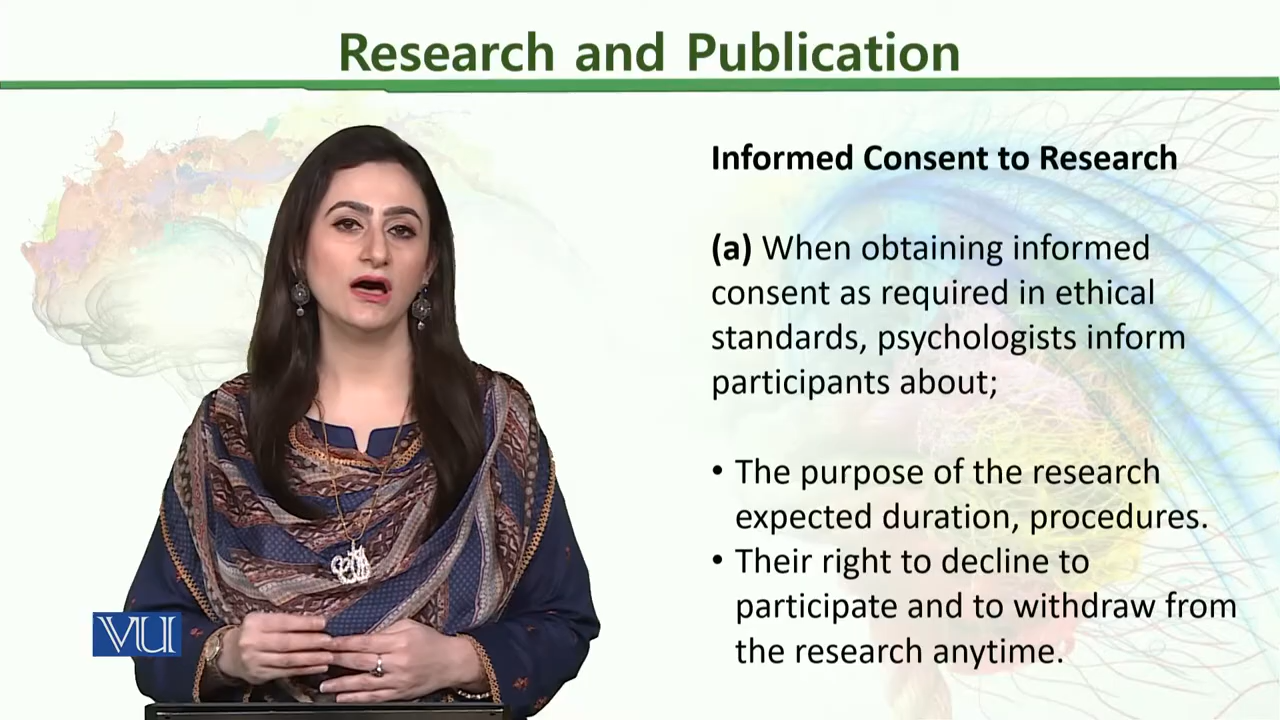 Research and Publication
Informed Consent to Research
(a) When obtaining informed
consent as required in ethical
standards, psychologists inform
participants about;
• The purpose of the research
expected duration, procedures.
• Their right to decline to
participate and to withdraw from
the research anytime.
VU